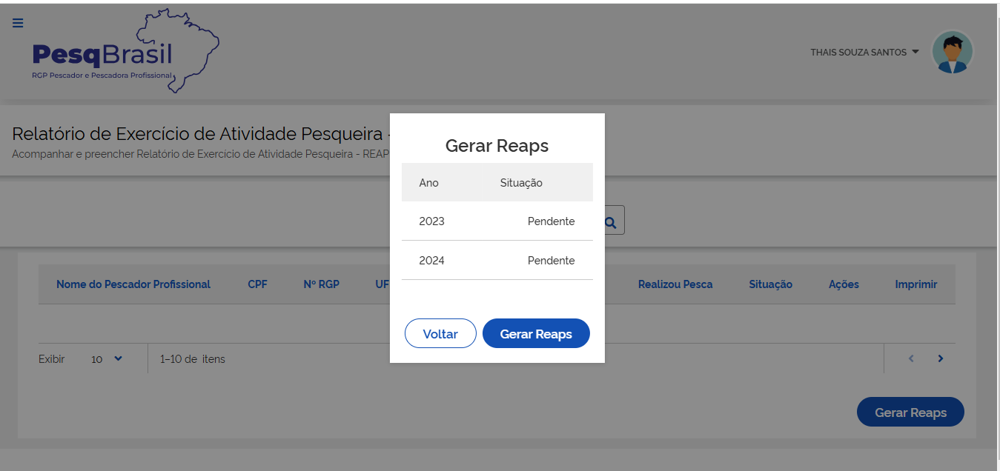 PesqBrasil
RGP Pescador e Pescadora Profissional
THAIS SOUZA SANTOS
Relatório de Exercício de Atividade Pesqueira -
Acompanhar e preencher Relatório de Exercício de Atividade Pesqueira - REAP
Gerar Reaps
Ano Situação
2023 Pendente
2024 Pendente
Voltar Gerar Reaps
Nome do Pescador Profissional CPF Nº RGP UF Realizou Pesca Situação Ações Imprimir
Exibir 10 1–10 de itens
Gerar Reaps